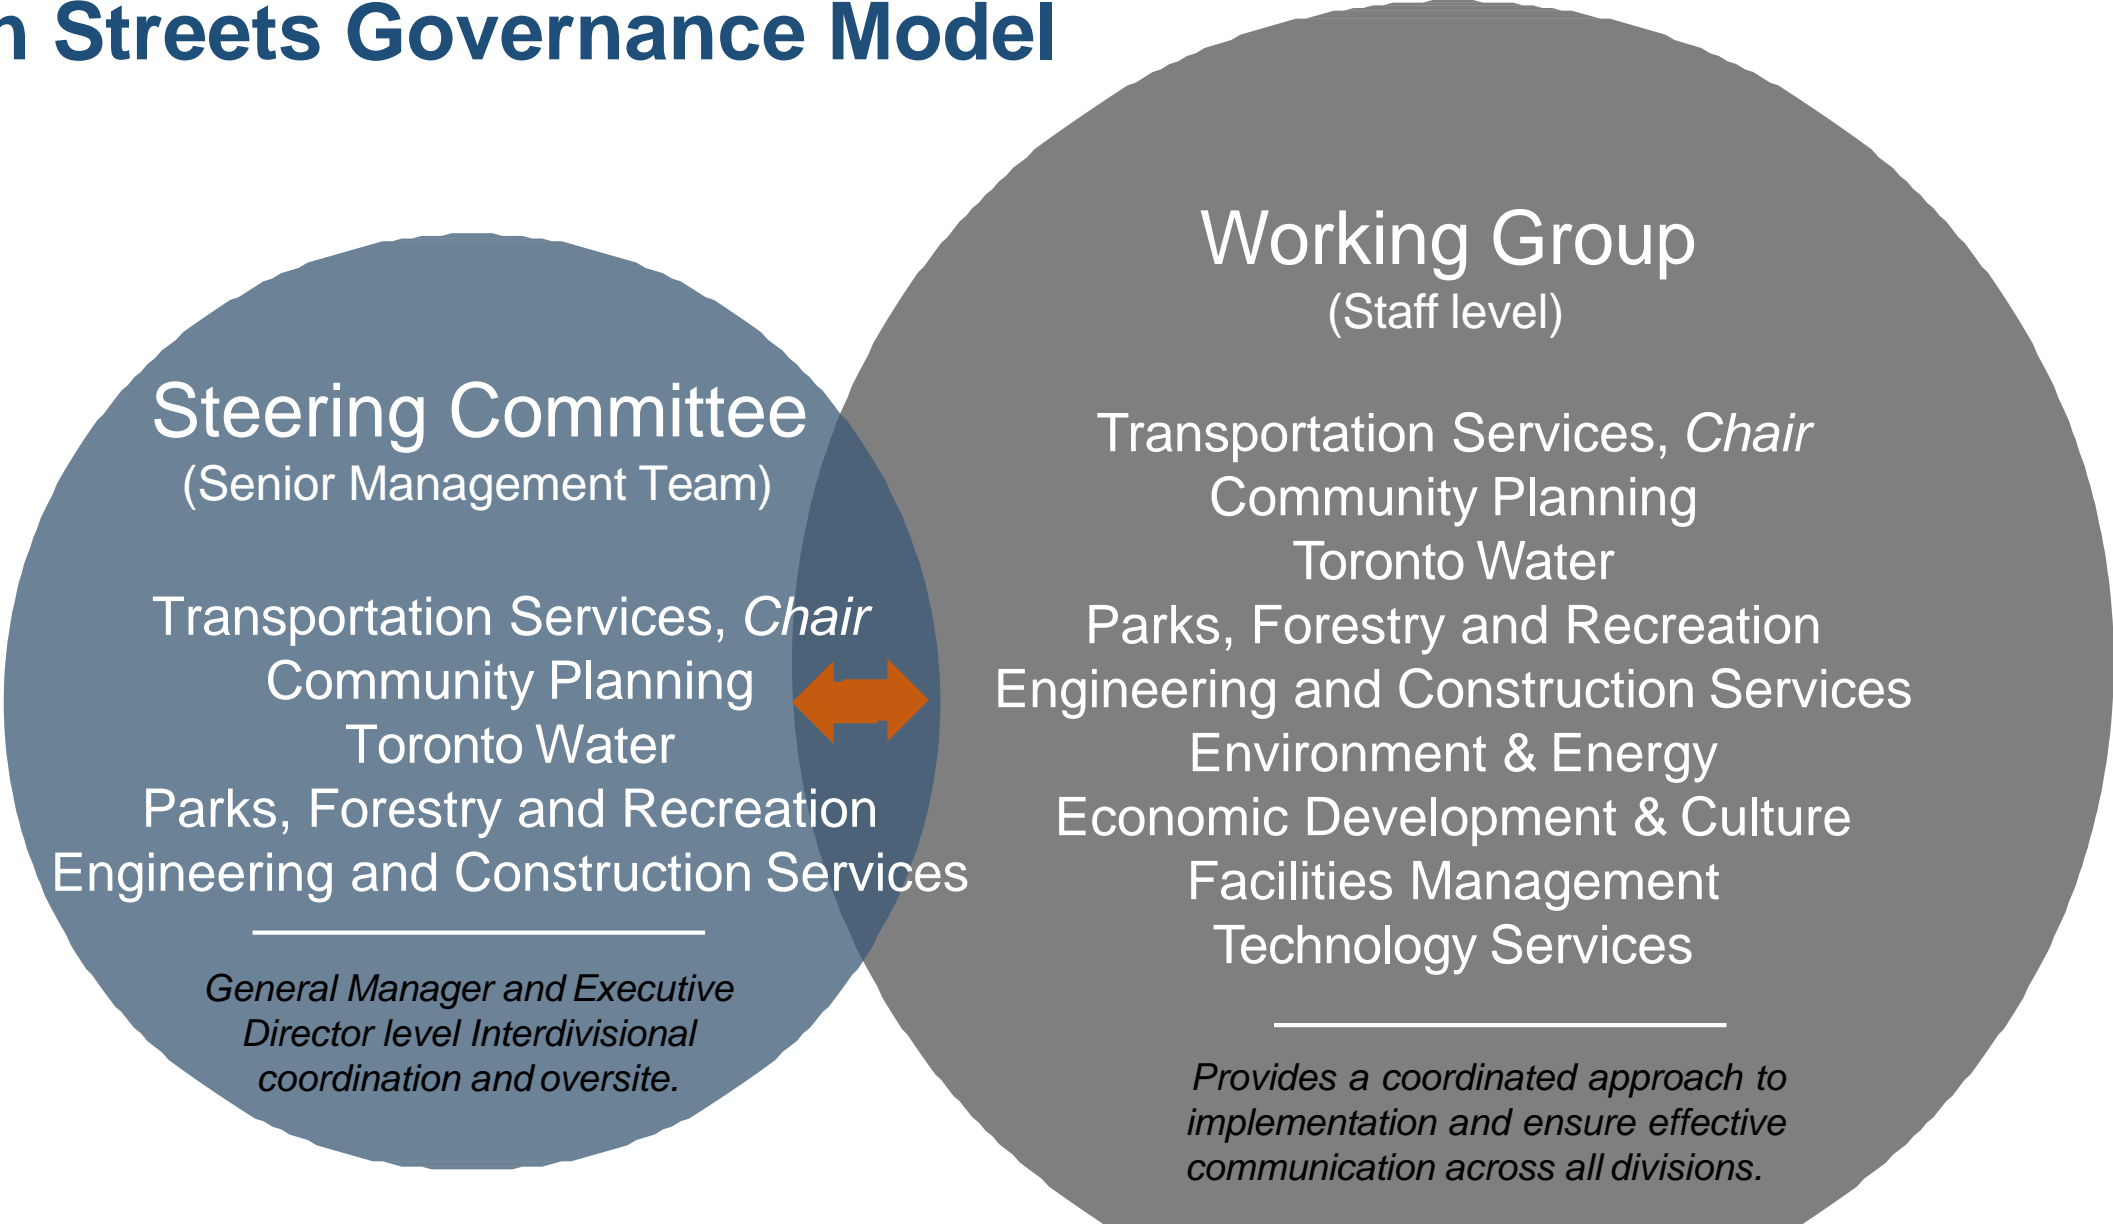 n Streets Governance Model
Steering Committee
(Senior Management Team)
Transportation Services, Chair
Community Planning
Toronto Water
Parks, Forestry and Recreation
Engineering and Construction Services
General Manager and Executive
Director level Interdivisional
coordination and oversite.
Working Group
(Staff level)
Transportation Services, Chair
Community Planning
Toronto Water
Parks, Forestry and Recreation
Engineering and Construction Services
Environment & Energy
Economic Development & Culture
Facilities Management
Technology Services
Provides a coordinated approach to
implementation and ensure effective
communication across all divisions.